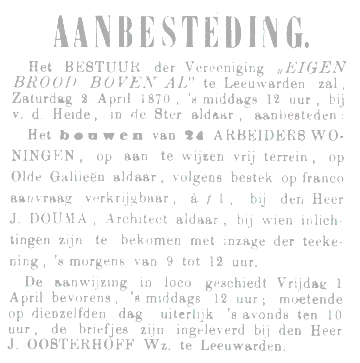 AANBESTEDING.
Het BESTUUR der Vereeniging „EIGEN
BROOD BOVEN AL" te Leeuwarden zal,
Zaturdag 2 April 1870, 's middags 12 uur, bij
v. d. Heide, in de Ster aldaar, aanbesteden:
Het bouwen van 24 ARBEIDERS WO-
NINGEN, op aan te wijzen vrij terrein, op
Olde Galileën aldaar, volgens bestek op franco
aanvraag verkrijgbaar, à f 1, bij den Heer
J. DOUMA, Architect aldaar, bij wien inlich-
tingen zijn te bekomen met inzage der teeke-
ning, 's morgens van 9 tot 12 uur.
De aanwijzing in loco geschiedt Vrijdag 1
April bevorens, 's middags 12 uur; moetende
op dienzelfden dag uiterlijk 's avonds ten 10
uur, de briefjes zijn ingeleverd bij den Heer
J. OOSTERHOFF Wz. te Leeuwarden.